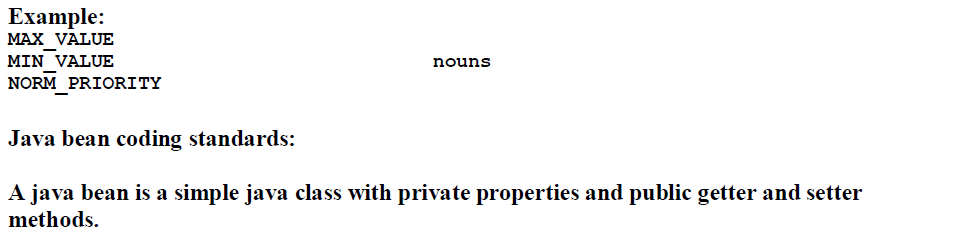 Example:
MAX_VALUE
MIN_VALUE nouns
NORM_PRIORITY
Java bean coding standards:
A java bean is a simple java class with private properties and public getter and setter
methods.